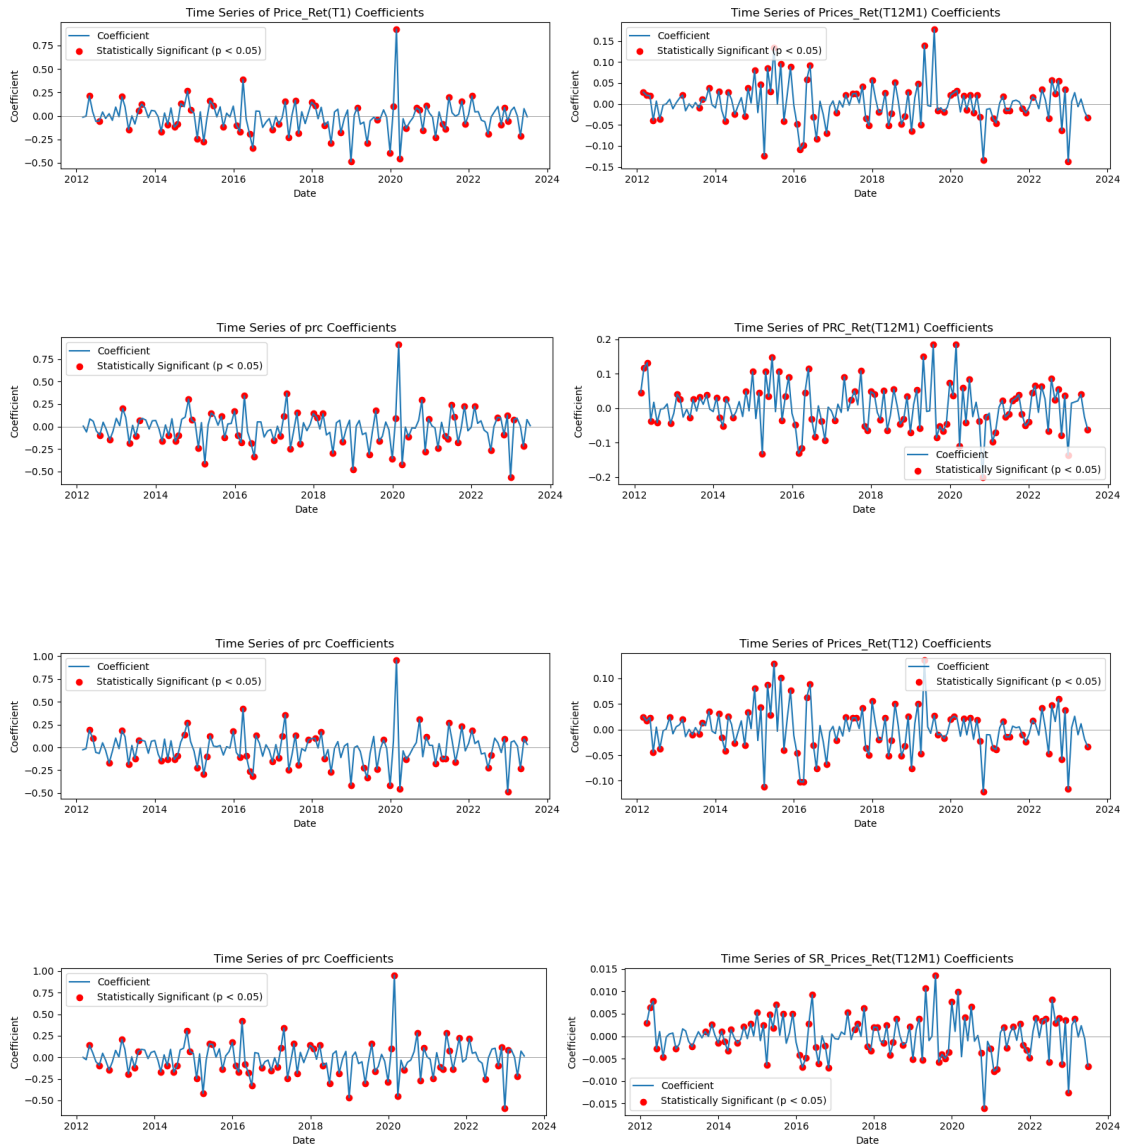 Time Series of Price_Ret(T1) Coefficients
Coefficient
Statistically Significant (p < 0.05)
Coefficient
0.75
0.50
0.25
0.00
−0.25
−0.50
2012 2014 2016 2018 2020 2022 2024
Date
Time Series of Prices_Ret(T12M1) Coefficients
Coefficient
Statistically Significant (p < 0.05)
Coefficient
0.15
0.10
0.05
0.00
−0.05
−0.10
−0.15
2012 2014 2016 2018 2020 2022 2024
Date
Time Series of prc Coefficients
Coefficient
Statistically Significant (p < 0.05)
Coefficient
0.75
0.50
0.25
0.00
−0.25
−0.50
2012 2014 2016 2018 2020 2022 2024
Date
Time Series of PRC_Ret(T12M1) Coefficients
Coefficient
Statistically Significant (p < 0.05)
Coefficient
0.2
0.1
0.0
−0.1
−0.2
2012 2014 2016 2018 2020 2022 2024
Date
Time Series of prc Coefficients
Coefficient
Statistically Significant (p < 0.05)
Coefficient
1.00
0.75
0.50
0.25
0.00
−0.25
−0.50
2012 2014 2016 2018 2020 2022 2024
Date
Time Series of Prices_Ret(T12) Coefficients
Coefficient
Statistically Significant (p < 0.05)
Coefficient
0.10
0.05
0.00
−0.05
−0.10
2012 2014 2016 2018 2020 2022 2024
Date
Time Series of prc Coefficients
Coefficient
Statistically Significant (p < 0.05)
Coefficient
1.00
0.75
0.50
0.25
0.00
−0.25
−0.50
2012 2014 2016 2018 2020 2022 2024
Date
Time Series of SR_Prices_Ret(T12M1) Coefficients
Coefficient
Statistically Significant (p < 0.05)
Coefficient
0.015
0.010
0.005
0.000
−0.005
−0.010
−0.015
2012 2014 2016 2018 2020 2022 2024
Date